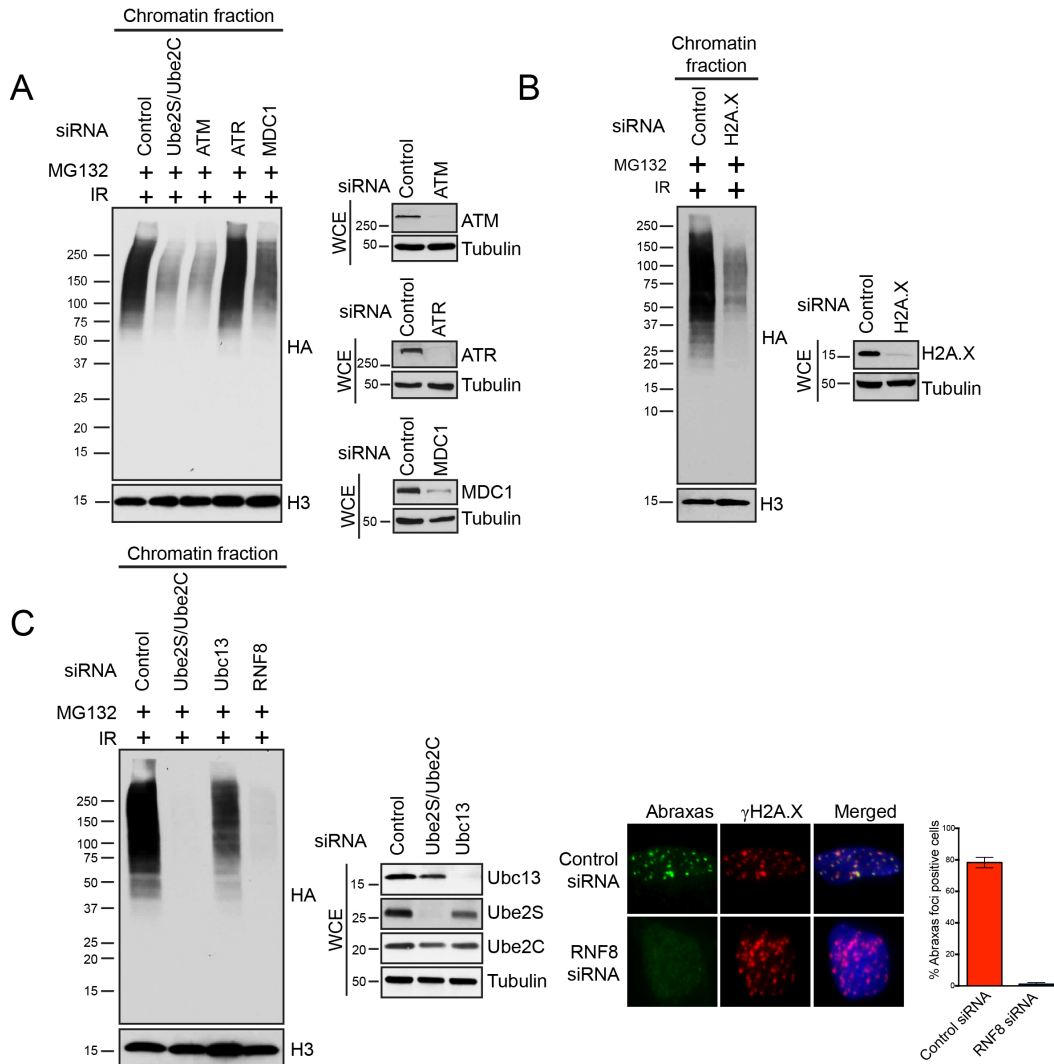 A
Chromatin fraction
siRNA
Control
Ube2S/Ube2C
ATM
ATR
MDC1
MG132 + + + + +
IR + + + + +
250
150
100
75
50
37
25
20
15
HA
15
H3
siRNA
Control
ATM
WCE
250
ATM
50
Tubulin
siRNA
Control
ATR
WCE
250
ATR
50
Tubulin
siRNA
Control
MDC1
WCE
MDC1
50
Tubulin
B
Chromatin
fraction
siRNA
Control
H2A.X
MG132 + +
IR + +
250
150
100
75
50
37
25
20
15
10
HA
15
H3
siRNA
Control
H2A.X
WCE
15
H2A.X
50
Tubulin
C
Chromatin fraction
siRNA
Control
Ube2S/Ube2C
Ubc13
RNF8
MG132 + + + +
IR + + + +
250
150
100
75
50
37
25
20
15
HA
15
H3
siRNA
Control
Ube2S/Ube2C
Ubc13
WCE
15
Ubc13
25
Ube2S
20
Ube2C
50
Tubulin
Abraxas γH2A.X Merged
Control
siRNA
RNF8
siRNA
% Abraxas foci positive cells
100
80
60
40
20
0
Control siRNA
RNF8 siRNA